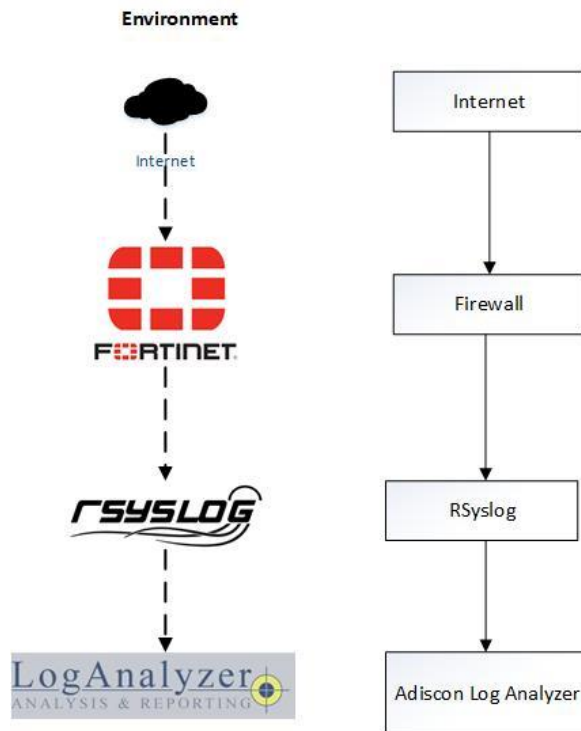 Environment
Internet
Internet
FORTINET
Firewall
RSYSLOG
RSyslog
LogAnalyzer
ANALYSIS & REPORTING
Adiscon Log Analyzer